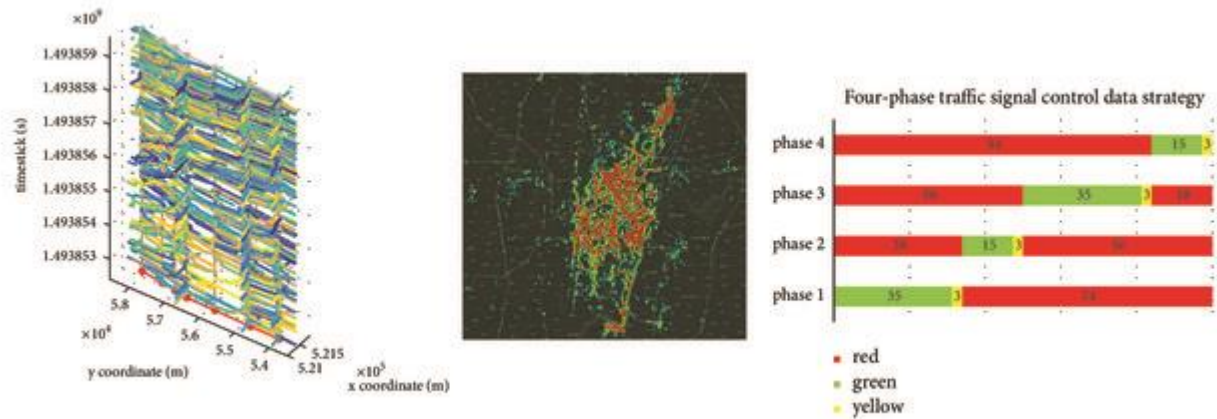 ×10⁹
1.493859
1.493858
1.493857
1.493856
1.493855
1.493854
1.493853
timestick (s)
5.8
5.7
5.6
5.5
5.4
×10⁴
y coordinate (m)
5.215
5.21
×10⁵
x coordinate (m)
Four-phase traffic signal control data strategy
phase 4
15 3
phase 3
35 3 18
phase 2
15 3
phase 1
35 3 74
red
green
yellow